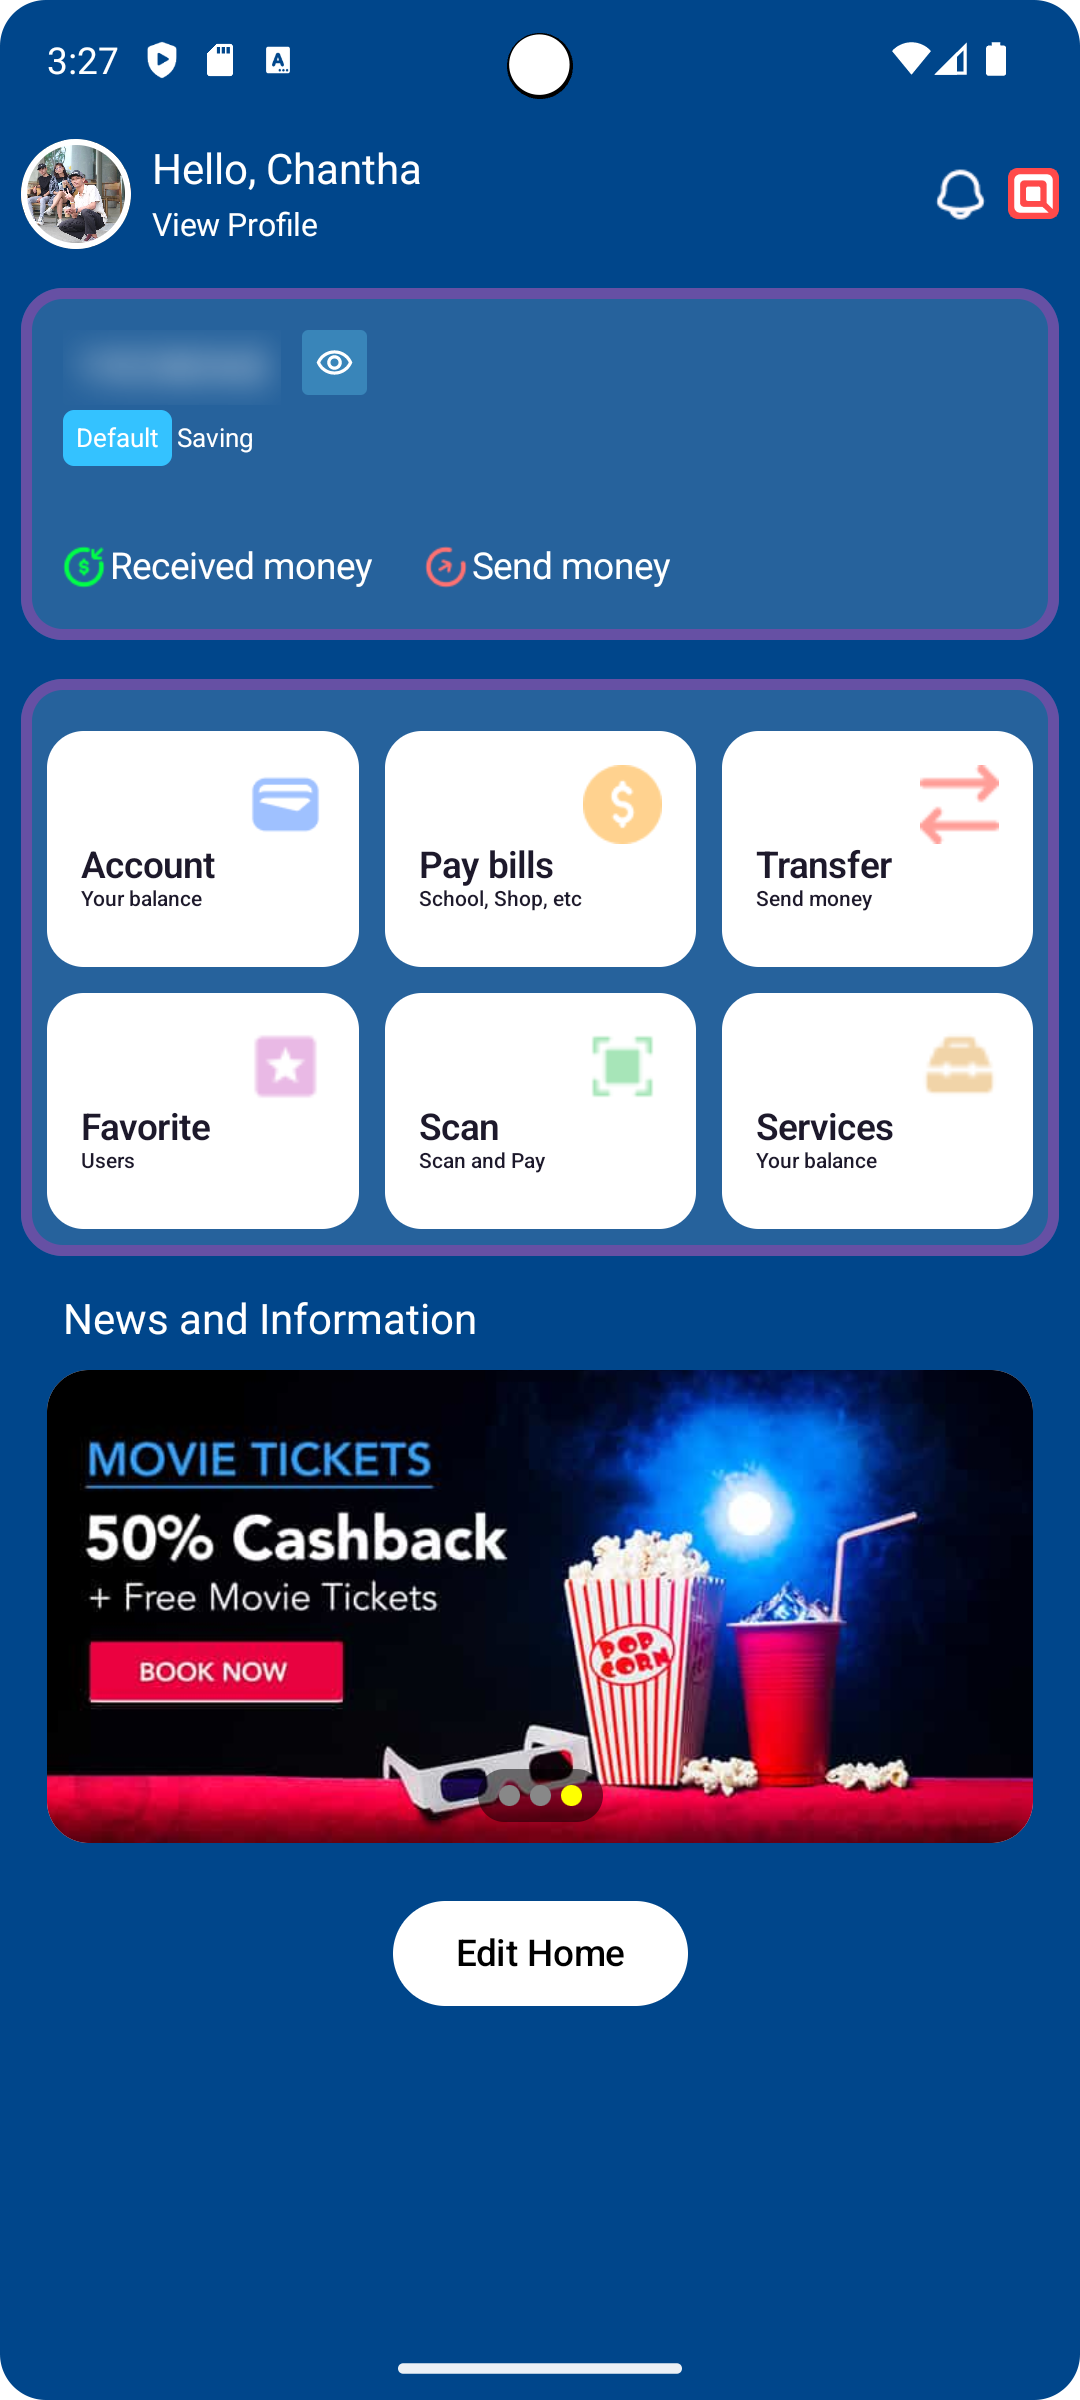 3:27
Hello, Chantha
View Profile
Default Saving
Received money Send money
Account
Your balance
Pay bills
School, Shop, etc
Transfer
Send money
Favorite
Users
Scan
Scan and Pay
Services
Your balance
News and Information
MOVIE TICKETS
50% Cashback
+ Free Movie Tickets
BOOK NOW
POP
CORN
Edit Home